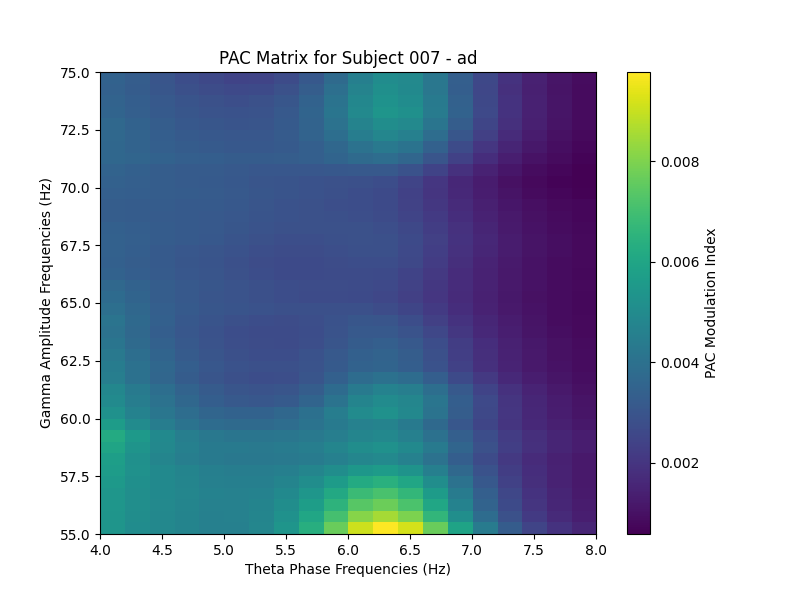 PAC Matrix for Subject 007 - ad
75.0
72.5
70.0
67.5
65.0
62.5
60.0
57.5
55.0
Gamma Amplitude Frequencies (Hz)
4.0 4.5 5.0 5.5 6.0 6.5 7.0 7.5 8.0
Theta Phase Frequencies (Hz)
0.008
0.006
0.004
0.002
PAC Modulation Index